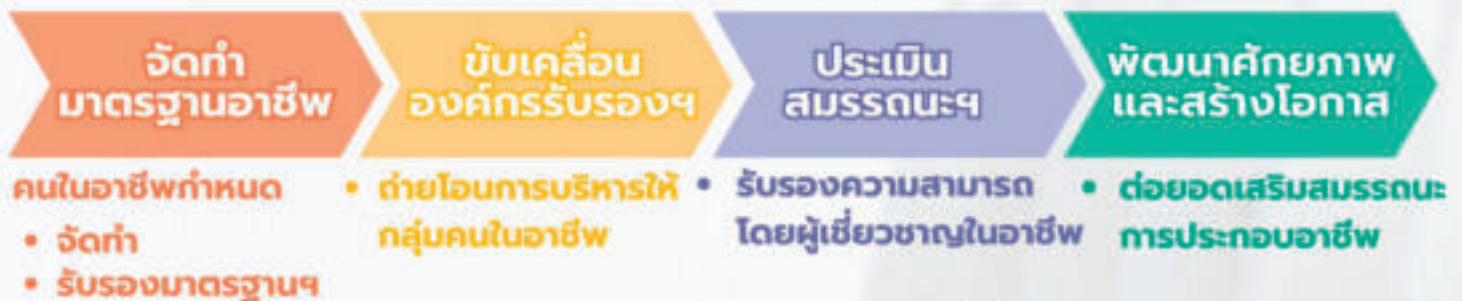 จัดทำ
มาตรฐานอาชีพ
ขับเคลื่อน
องค์กรรับรองฯ
ประเมิน
สมรรถนะฯ
พัฒนาศักยภาพ
และสร้างโอกาส
คนในอาชีพกำหนด
• จัดทำ
• รับรองมาตรฐานฯ
• ถ่ายโอนการบริหารให้
กลุ่มคนในอาชีพ
• รับรองความสามารถ
โดยผู้เชี่ยวชาญในอาชีพ
• ต่อยอดเสริมสมรรถนะ
การประกอบอาชีพ